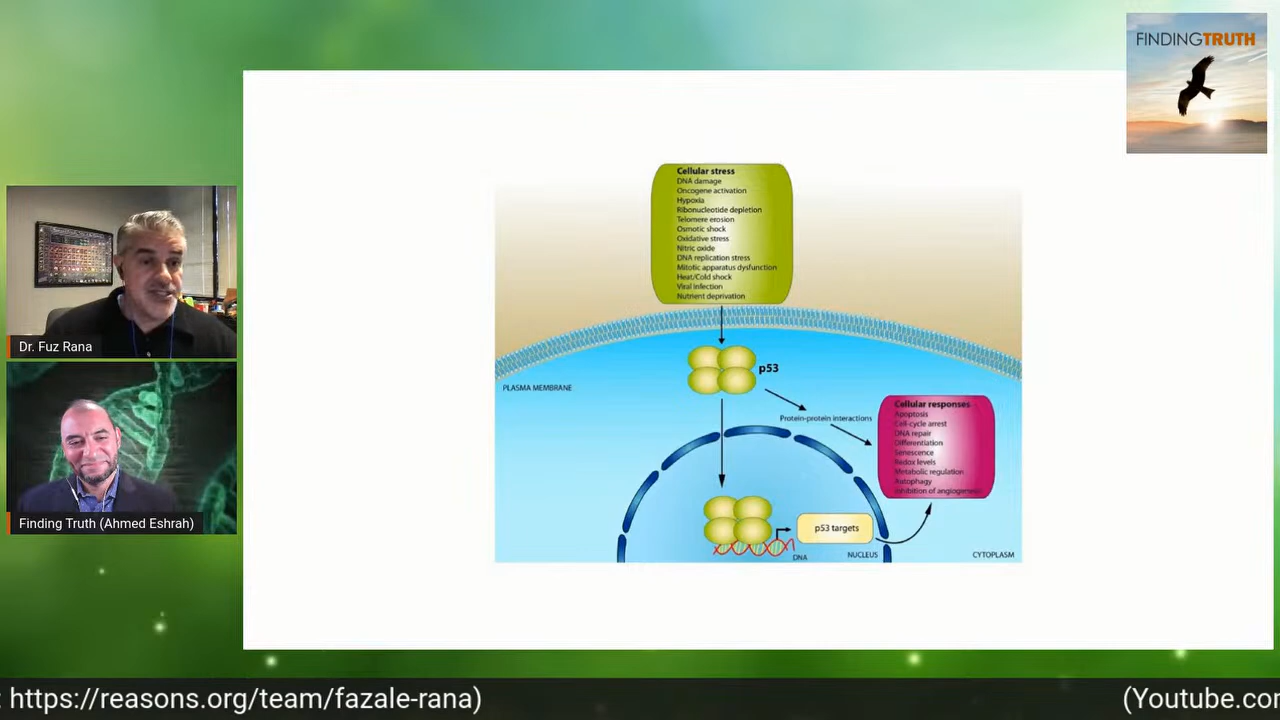 FINDINGTRUTH
Cellular stress
DNA damage
Oncogene activation
Hypoxia
Ribonucleotide depletion
Telomere erosion
Osmotic shock
Oxidative stress
Nitric oxide
DNA replication stress
Mitotic apparatus dysfunction
Heat/Cold shock
Viral infection
Nutrient deprivation
p53
PLASMA MEMBRANE
Protein-protein interactions
Cellular responses
Apoptosis
Cell-cycle arrest
DNA repair
Differentiation
Senescence
Redox levels
Metabolic regulation
Autophagy
Inhibition of angiogenesis
p53 targets
DNA
NUCLEUS
CYTOPLASM
Dr. Fuz Rana
Finding Truth (Ahmed Eshrah)
: https://reasons.org/team/fazale-rana)
(Youtube.con